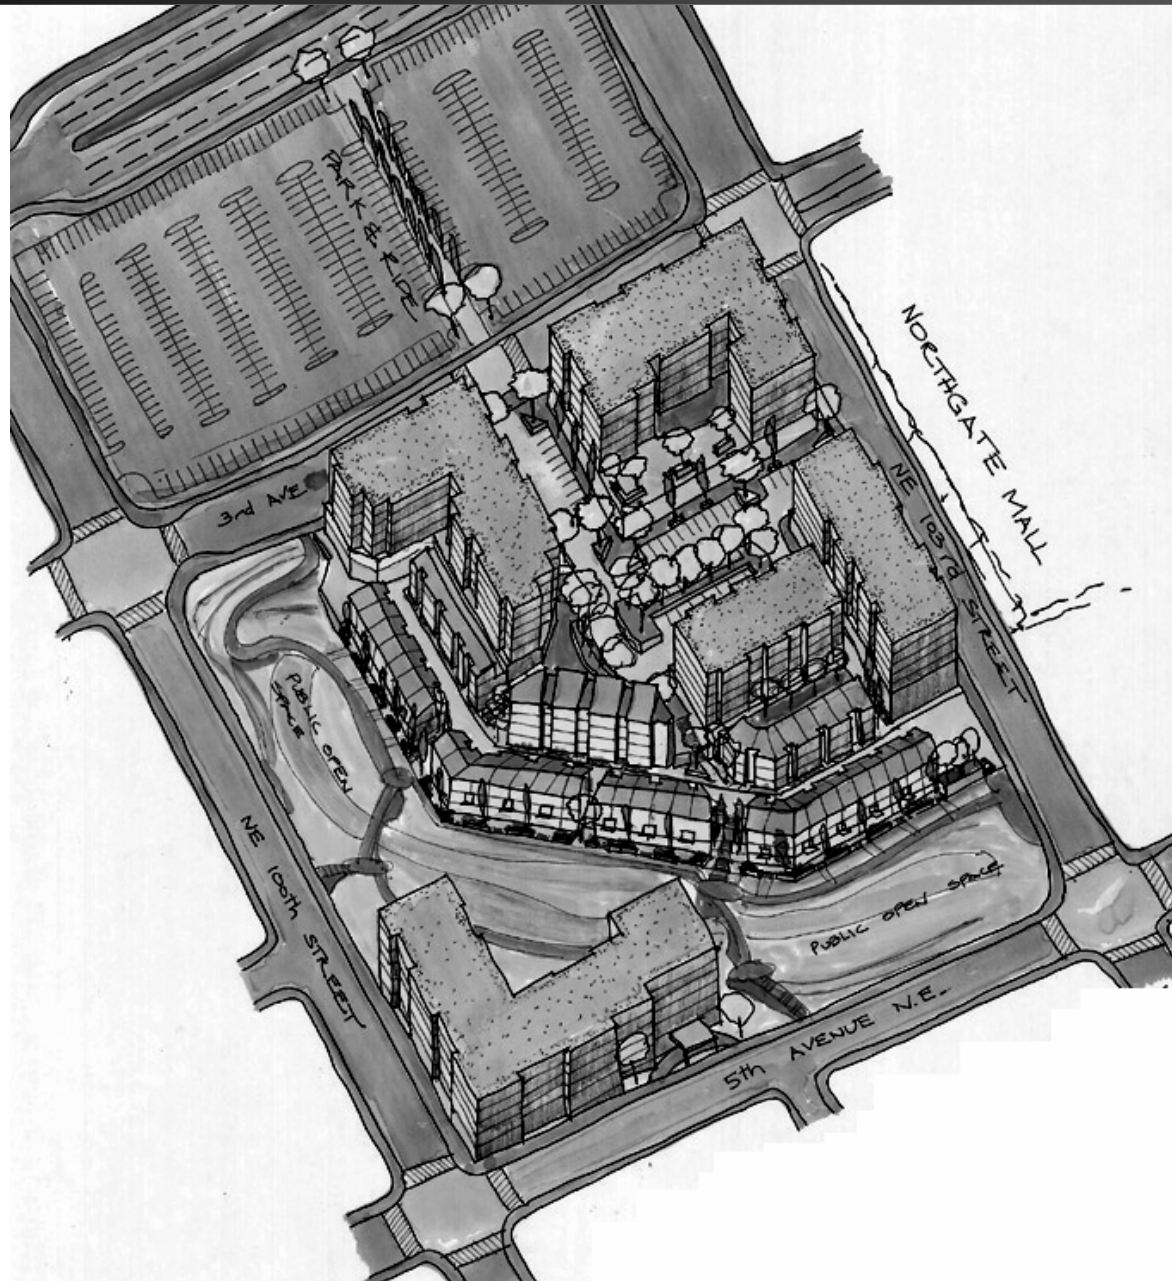 PARK & RIDE
NORTHGATE MALL
3rd AVE
NE 103rd STREET
PUBLIC OPEN
SPACE
NE 100th STREET
PUBLIC OPEN SPACE
5th AVENUE N.E.